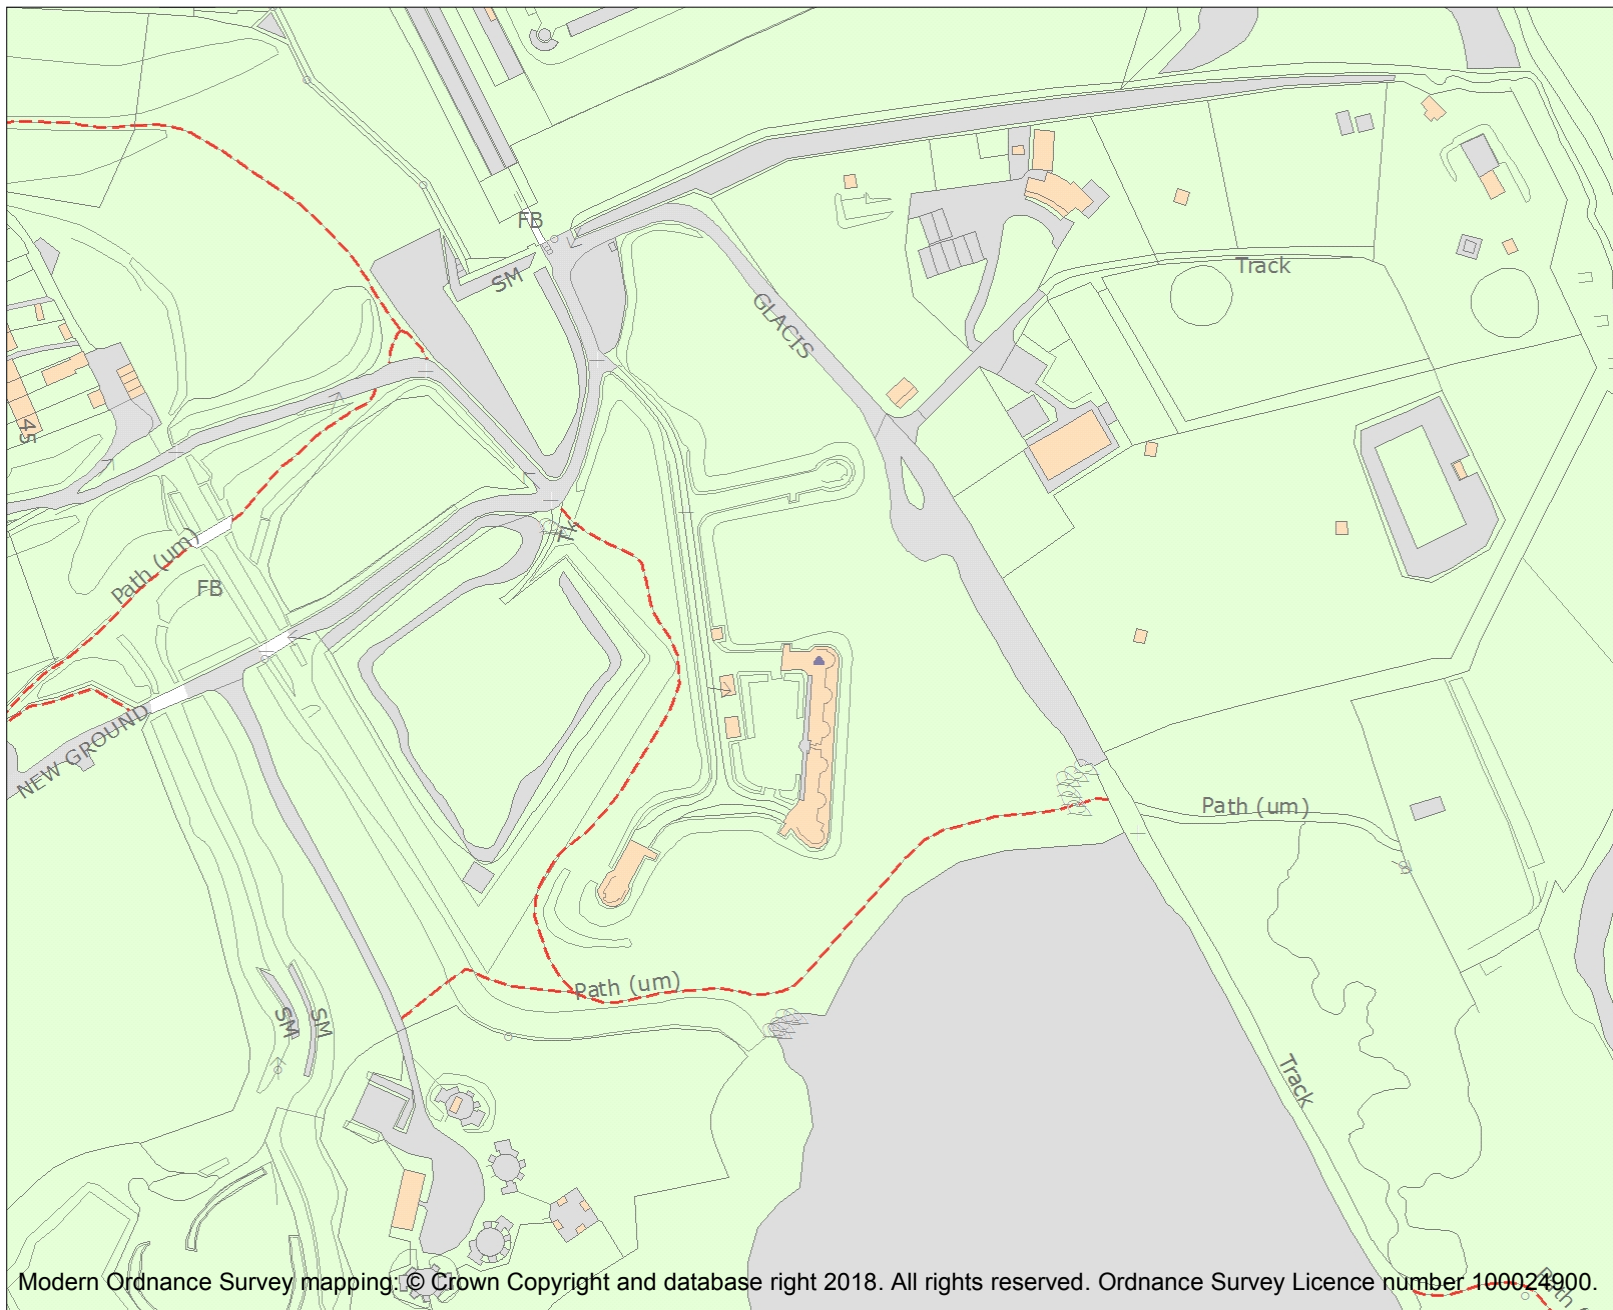 FB
SM
Track
GLACIS
45
Tk
Path (um)
FB
NEW GROUND
Path (um)
Path (um)
SM
SM
Track
Modern Ordnance Survey mapping: © Crown Copyright and database right 2018. All rights reserved. Ordnance Survey Licence number 100024900.